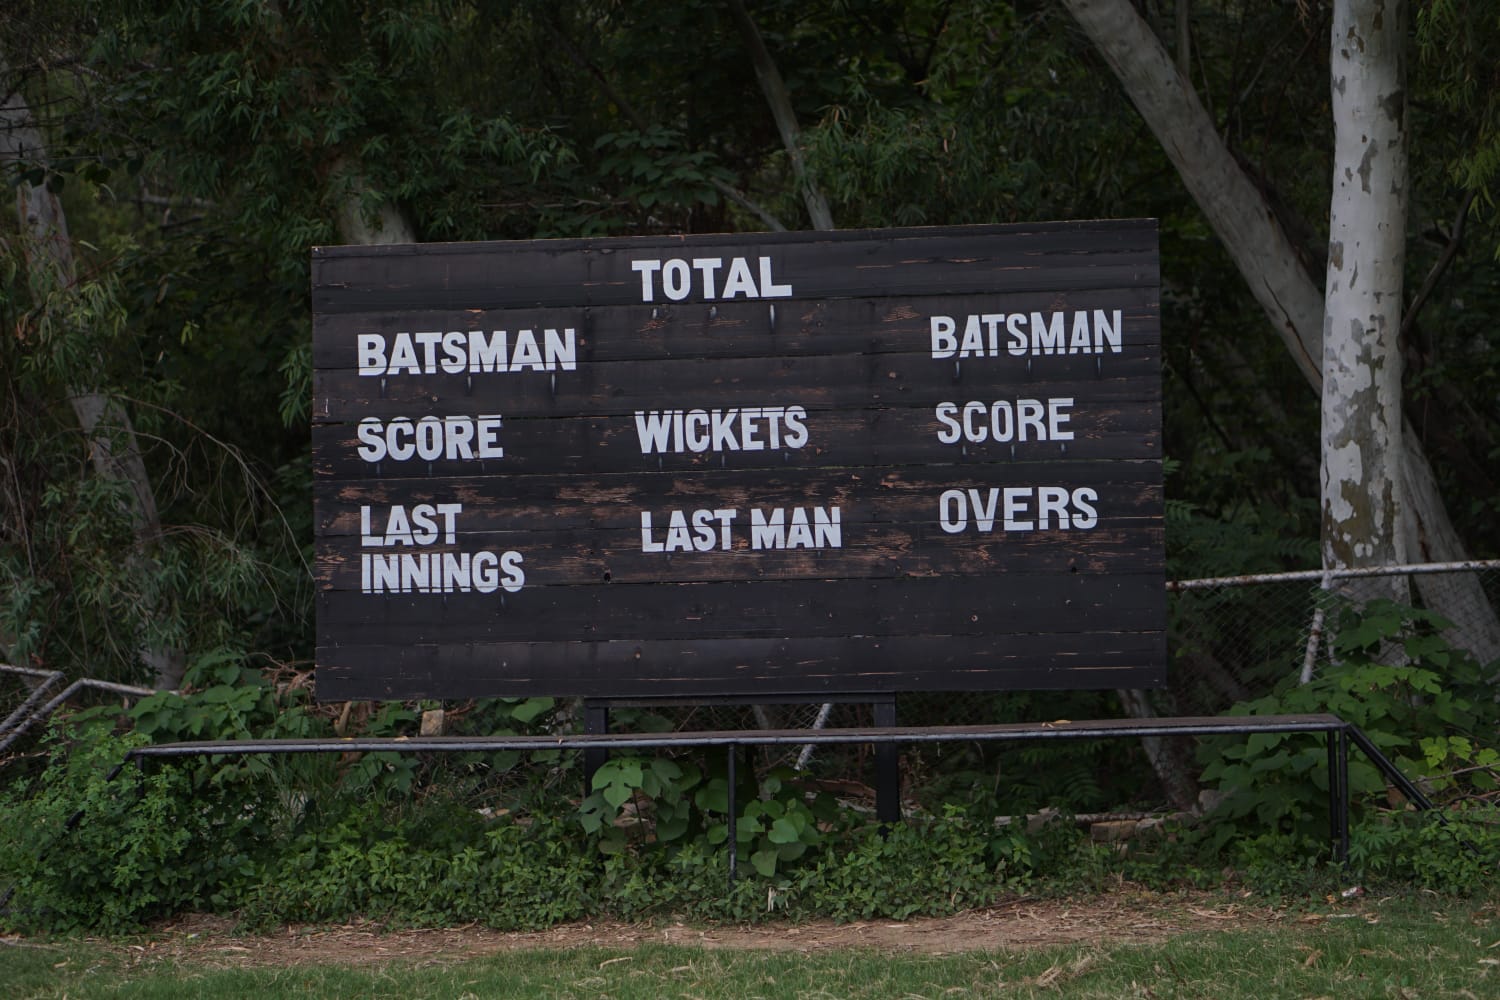 TOTAL
BATSMAN BATSMAN
SCORE WICKETS SCORE
LAST LAST MAN OVERS
INNINGS